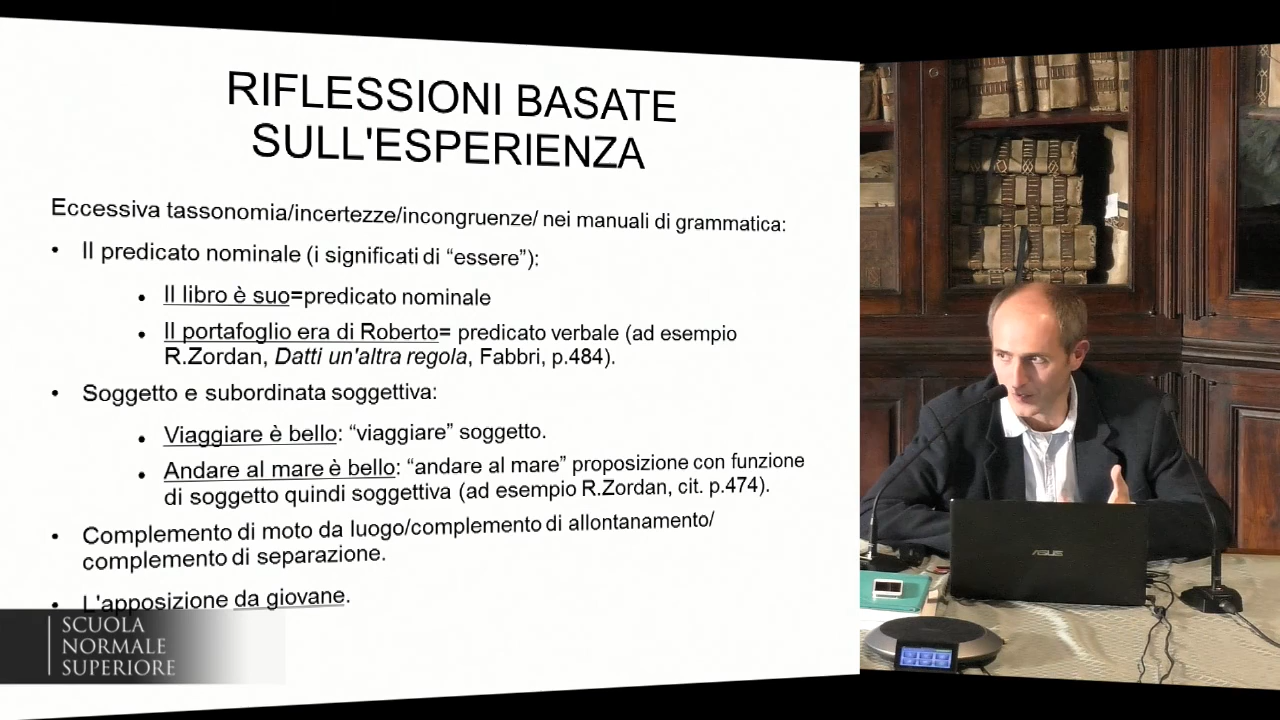 RIFLESSIONI BASATE
SULL'ESPERIENZA
Eccessiva tassonomia/incertezze/incongruenze/ nei manuali di grammatica:
• Il predicato nominale (i significati di “essere”):
• Il libro è suo=predicato nominale
• Il portafoglio era di Roberto= predicato verbale (ad esempio
R.Zordan, Datti un'altra regola, Fabbri, p.484).
• Soggetto e subordinata soggettiva:
• Viaggiare è bello: “viaggiare” soggetto.
• Andare al mare è bello: “andare al mare” proposizione con funzione
di soggetto quindi soggettiva (ad esempio R.Zordan, cit. p.474).
• Complemento di moto da luogo/complemento di allontanamento/
complemento di separazione.
• L'apposizione da giovane.
SCUOLA
NORMALE
SUPERIORE
ASUS